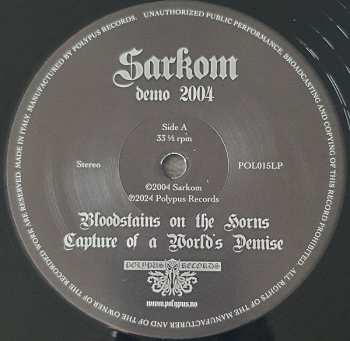 MANUFACTURED BY POLYPUS RECORDS. UNAUTHORIZED PUBLIC PERFORMANCE, BROADCASTING AND COPYING OF THIS RECORD PROHIBITED. ALL RIGHTS OF THE MANUFACTURER AND OF THE OWNER OF THE RECORDED WORK ARE RESERVED. MADE IN ITALY.
Sarkom
demo 2004
Side A
33 ⅓ rpm
Stereo
POL015LP
©2004 Sarkom
℗2024 Polypus Records
Bloodstains on the Horns
Capture of a World's Demise
POLYPUS RECORDS
www.polypus.no